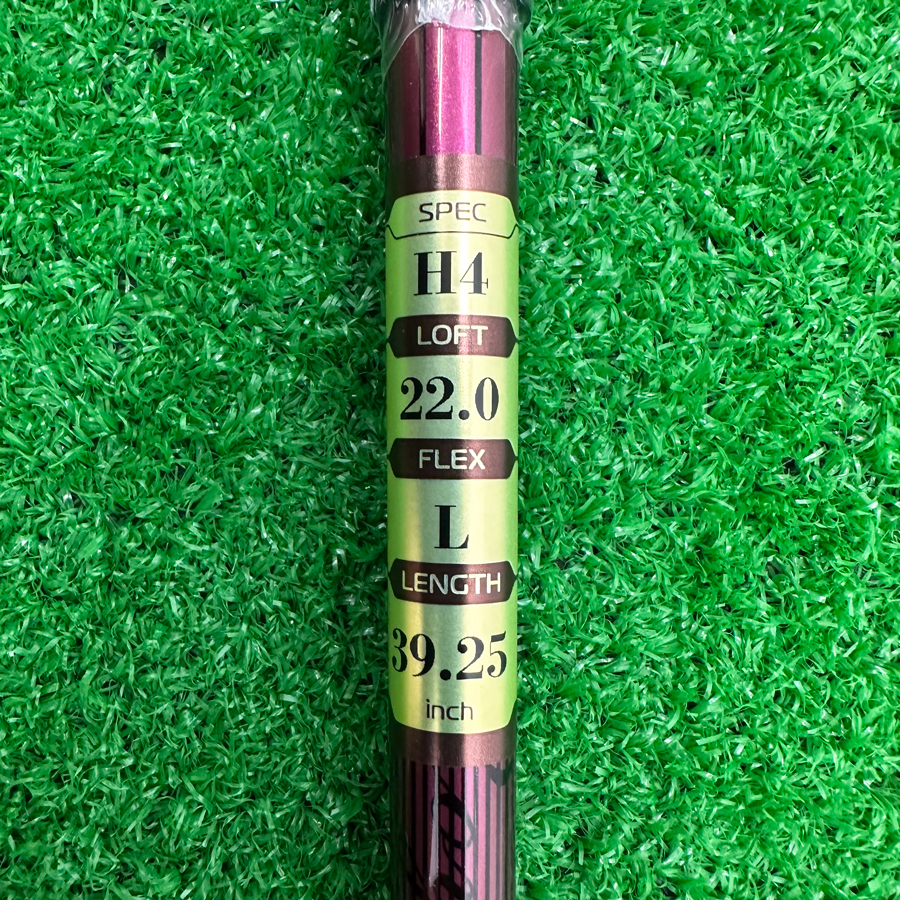 SPEC
H4
LOFT
22.0
FLEX
L
LENGTH
39.25
inch